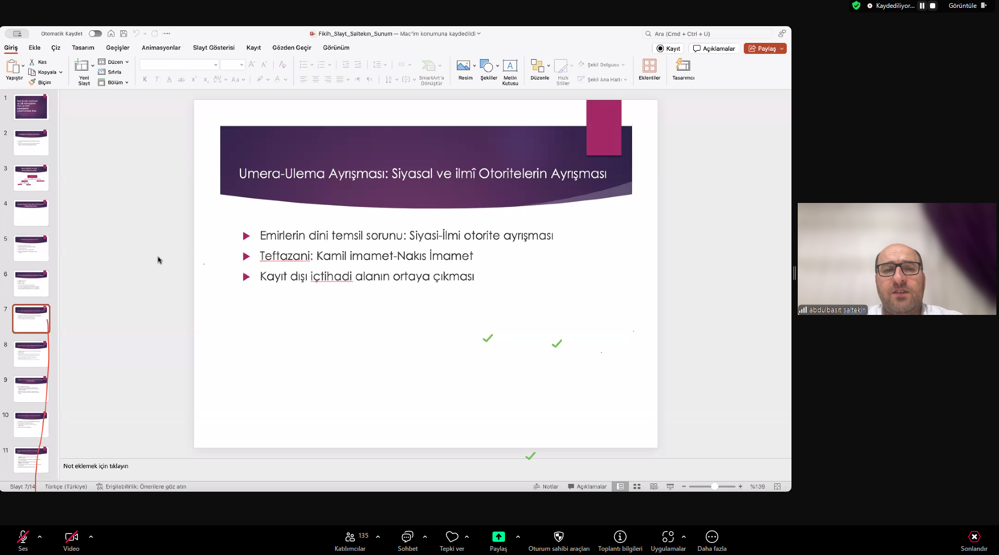 Kaydediliyor...
Görüntüle
Otomatik Kaydet
Fikih_Slayt_Saltekın_Sunum — Mac'im konumuna kaydedildi
Ara (Cmd + Ctrl + U)
Giriş Ekle Çiz Tasarım Geçişler Animasyonlar Slayt Gösterisi Kayıt Gözden Geçir Görünüm
Kayıt Açıklamalar Paylaş
Yapıştır
Kes
Kopyala
Biçim
Yeni Slayt
Düzen
Sıfırla
Bölüm
SmartArt'a Dönüştür
Resim
Şekiller
Metin Kutusu
Düzenle
Hızlı Stiller
Şekil Dolgusu
Şekil Ana Hattı
Eklentiler
Tasarımcı
1
2
3
4
5
6
7
8
9
10
11
Umera-Ulema Ayrışması: Siyasal ve ilmî Otoritelerin Ayrışması
Emirlerin dini temsil sorunu: Siyasi-İlmi otorite ayrışması
Teftazani: Kamil imamet-Nakıs İmamet
Kayıt dışı içtihadi alanın ortaya çıkması
abdulbasıt saltekin
Not eklemek için tıklayın
Slayt 7/14 Türkçe (Türkiye) Erişilebilirlik: Önerilere göz atın
Notlar Açıklamalar %139
Ses
Video
135
Katılımcılar
Sohbet
Tepki ver
Paylaş
Oturum sahibi araçları
Toplantı bilgileri
Uygulamalar
Daha fazla
Sonlandır